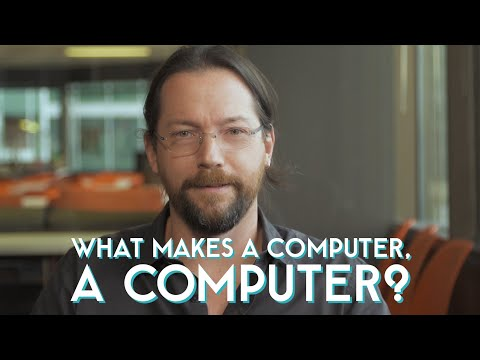 WHAT MAKES A COMPUTER,
A COMPUTER?